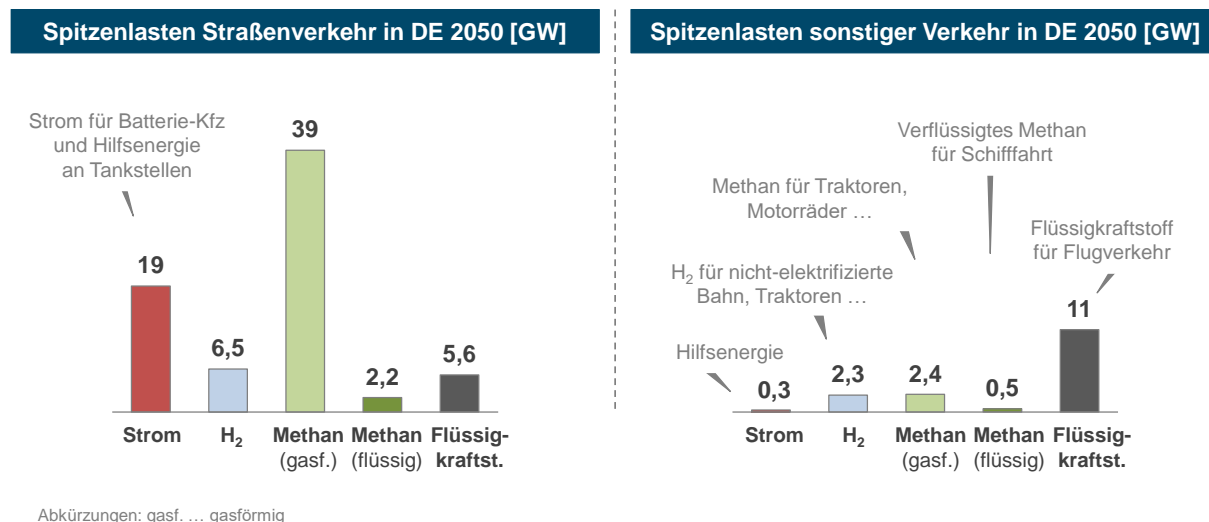 Spitzenlasten Straßenverkehr in DE 2050 [GW]
Strom für Batterie-Kfz
und Hilfsenergie
an Tankstellen
19
6,5
39
2,2
5,6
Strom
H₂
Methan
(gasf.)
Methan
(flüssig)
Flüssig-
kraftst.
Spitzenlasten sonstiger Verkehr in DE 2050 [GW]
Verflüssigtes Methan
für Schifffahrt
Methan für Traktoren,
Motorräder …
Flüssigkraftstoff
für Flugverkehr
H₂ für nicht-elektrifizierte
Bahn, Traktoren …
Hilfsenergie
0,3
2,3
2,4
0,5
11
Strom
H₂
Methan
(gasf.)
Methan
(flüssig)
Flüssig-
kraftst.
Abkürzungen: gasf. … gasförmig